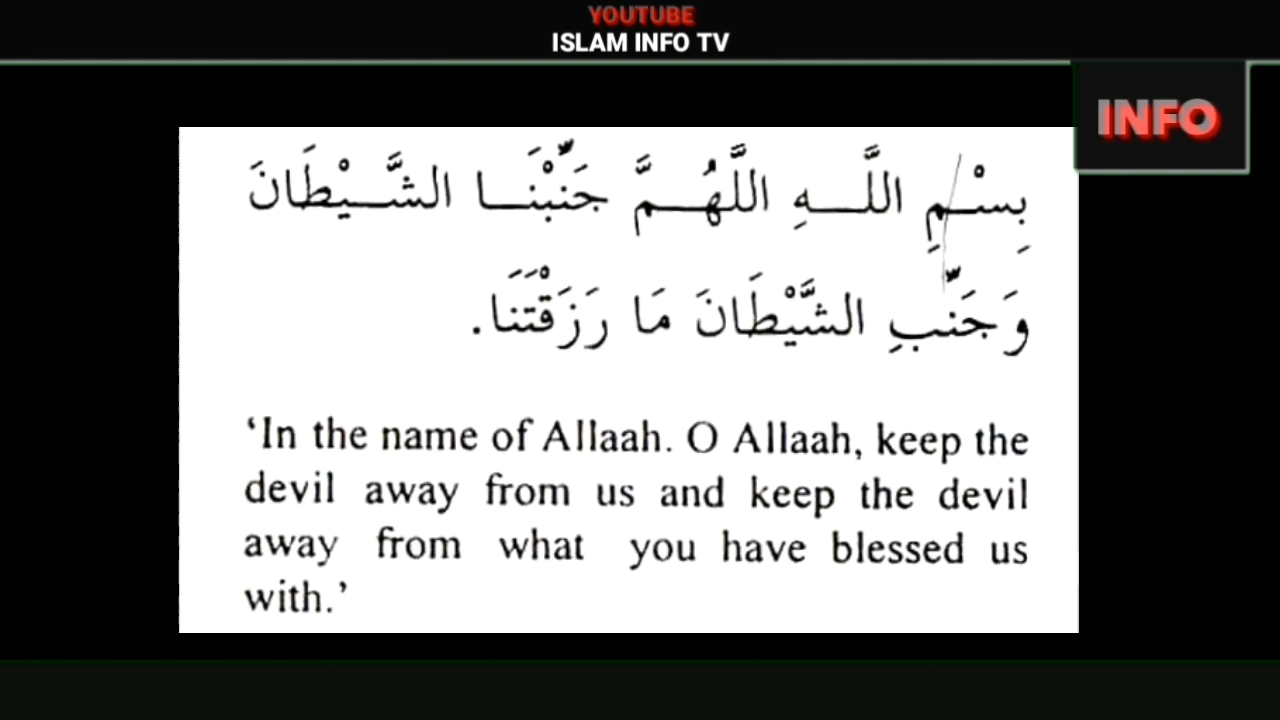 YOUTUBE
ISLAM INFO TV
INFO
بِسْمِ اللَّهِ اللَّهُمَّ جَنِّبْنَا الشَّيْطَانَ
وَجَنِّبِ الشَّيْطَانَ مَا رَزَقْتَنَا.
‘In the name of Allaah. O Allaah, keep the
devil away from us and keep the devil
away from what you have blessed us
with.’